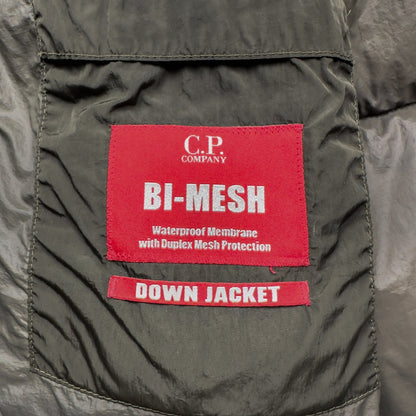 C.P.
COMPANY
BI-MESH
Waterproof Membrane
with Duplex Mesh Protection
DOWN JACKET